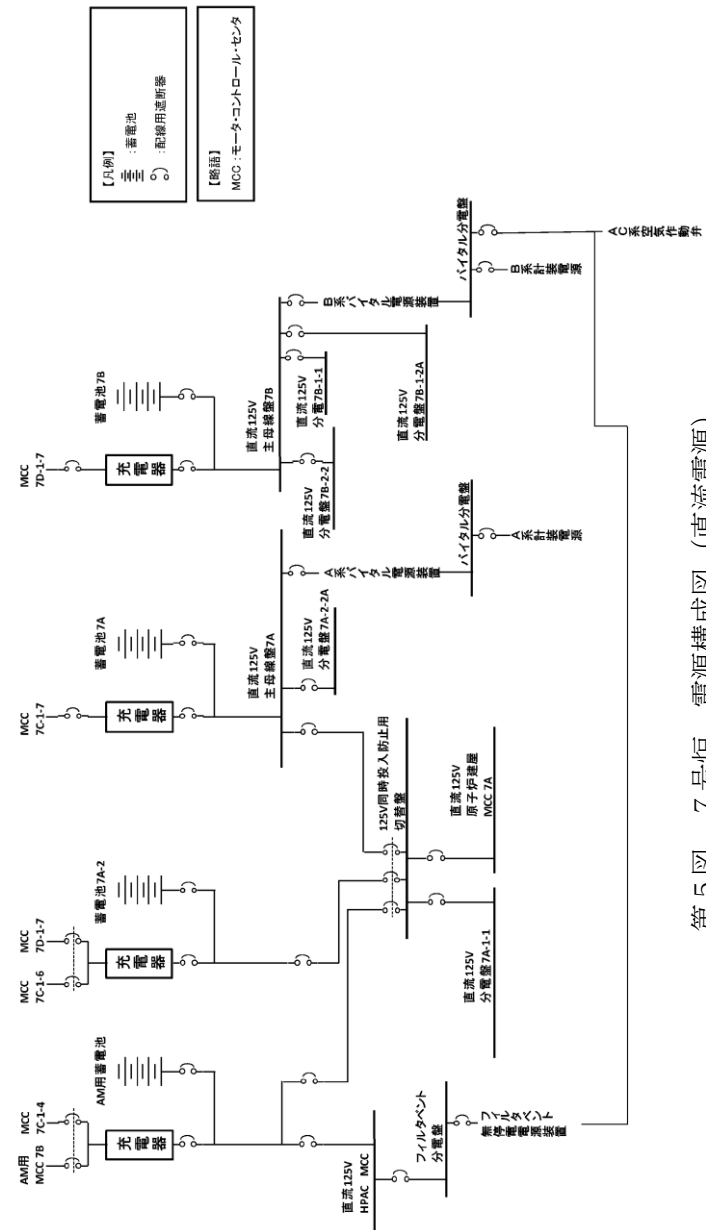 【凡例】
:蓄電池
:配線用遮断器
【略語】
MCC:モータ・コントロール・センタ
AM用
MCC 7B
MCC
7C-1-4
充電器
AM用蓄電池
MCC
7C-1-6
MCC
7D-1-7
充電器
蓄電池7A-2
MCC
7C-1-7
充電器
蓄電池7A
MCC
7D-1-7
充電器
蓄電池7B
直流125V
主母線盤7A
直流125V
主母線盤7B
直流125V
HPAC MCC
フィルタベント
分電盤
フィルタベント
無停電電源装置
125V同時投入防止用
切替盤
直流125V
分電盤7A-1-1
直流125V
原子炉建屋
MCC 7A
直流125V
分電盤7A-2-2A
A系バイタル電源装置
バイタル分電盤
A系計装電源
直流125V
分電盤7B-2-2
直流125V
分電7B-1-1
直流125V
分電盤7B-1-2A
B系バイタル電源装置
バイタル分電盤
B系計装電源
AC系空気作動弁
第5図 7号炉 電源構成図(直流電源)